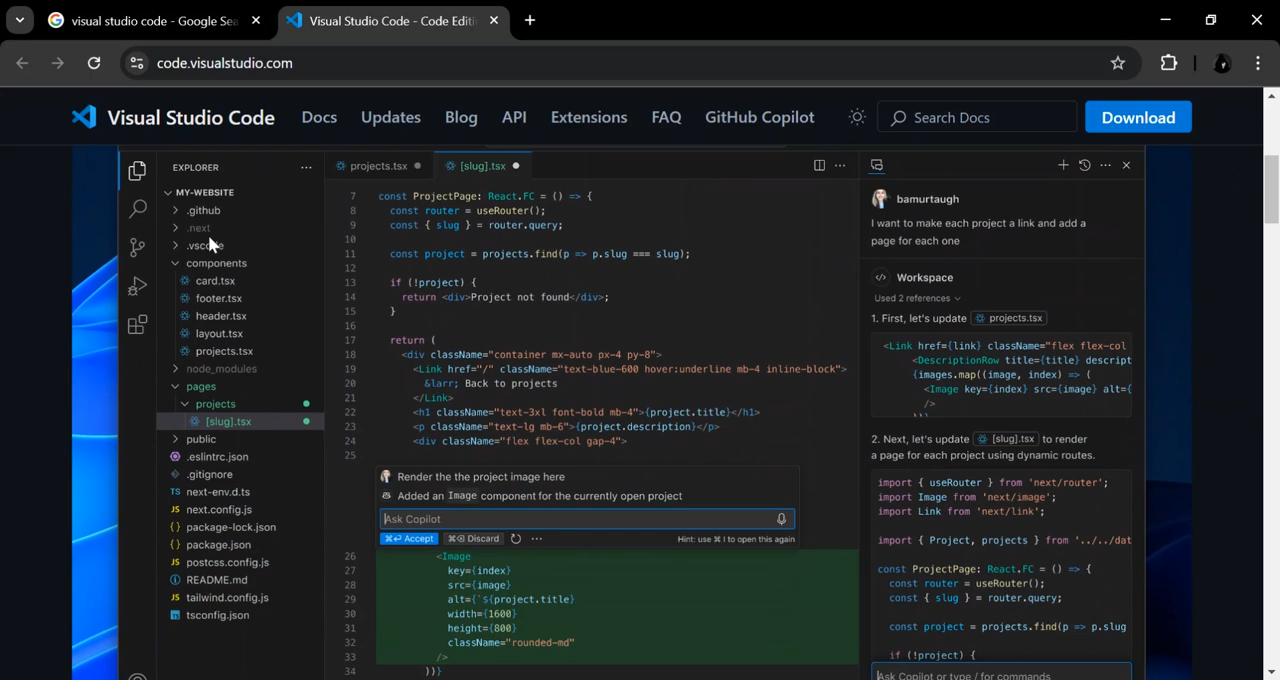 visual studio code - Google Sea
Visual Studio Code - Code Editi
code.visualstudio.com
Visual Studio Code
Docs
Updates
Blog
API
Extensions
FAQ
GitHub Copilot
Search Docs
Download
EXPLORER
MY-WEBSITE
.github
.next
.vscode
components
card.tsx
footer.tsx
header.tsx
layout.tsx
projects.tsx
node_modules
pages
projects
[slug].tsx
public
.eslintrc.json
.gitignore
TS next-env.d.ts
JS next.config.js
{} package-lock.json
{} package.json
JS postcss.config.js
README.md
JS tailwind.config.js
tsconfig.json
projects.tsx
[slug].tsx
7 const ProjectPage: React.FC = () => {
8 const router = useRouter();
9 const { slug } = router.query;
10
11 const project = projects.find(p => p.slug === slug);
12
13 if (!project) {
14 return <div>Project not found</div>;
15 }
16
17 return (
18 <div className="container mx-auto px-4 py-8">
19 <Link href="/" className="text-blue-600 hover:underline mb-4 inline-block">
20 &larr; Back to projects
21 </Link>
22 <h1 className="text-3xl font-bold mb-4">{project.title}</h1>
23 <p className="text-lg mb-6">{project.description}</p>
24 <div className="flex flex-col gap-4">
25
Render the the project image here
Added an Image component for the currently open project
Ask Copilot
⌘↩ Accept
⌘⌫ Discard
Hint: use ⌘ I to open this again
26 <Image
27 key={index}
28 src={image}
29 alt={`${project.title}
30 width={1600}
31 height={800}
32 className="rounded-md"
33 />
34 ))}
bamurtaugh
I want to make each project a link and add a
page for each one
Workspace
Used 2 references
1. First, let's update projects.tsx
<Link href={link} className="flex flex-col
<DescriptionRow title={title} descript
{images.map((image, index) => (
<Image key={index} src={image} alt={
/>
))}
2. Next, let's update [slug].tsx to render
a page for each project using dynamic routes.
import { useRouter } from 'next/router';
import Image from 'next/image';
import Link from 'next/link';
import { Project, projects } from '../../dat
const ProjectPage: React.FC = () => {
const router = useRouter();
const { slug } = router.query;
const project = projects.find(p => p.slug
if (!project) {
Ask Copilot or type / for commands